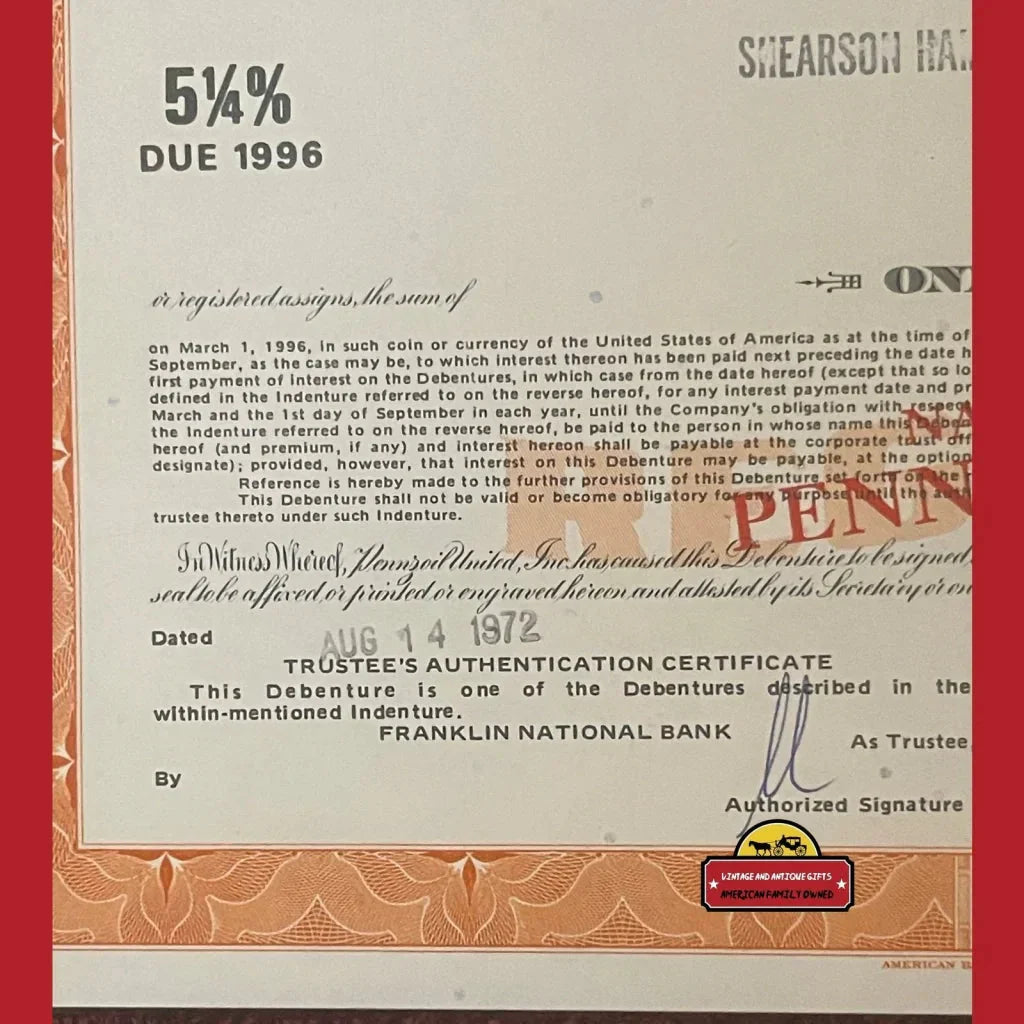 SHEARSON HA
5¼%
DUE 1996
or registered assigns, the sum of
ON
on March 1, 1996, in such coin or currency of the United States of America as at the time of
September, as the case may be, to which interest thereon has been paid next preceding the date h
first payment of interest on the Debentures, in which case from the date hereof (except that so lo
defined in the Indenture referred to on the reverse hereof, for any interest payment date and pr
March and the 1st day of September in each year, until the Company's obligation with respect
the Indenture referred to on the reverse hereof, be paid to the person in whose name this Deben
hereof (and premium, if any) and interest hereon shall be payable at the corporate trust off
designate); provided, however, that interest on this Debenture may be payable, at the option
Reference is hereby made to the further provisions of this Debenture set forth on the r
This Debenture shall not be valid or become obligatory for any purpose until the auth
trustee thereto under such Indenture.
NA
PENN
In Witness Whereof, Pennzoil United, Inc. has caused this Debenture to be signed
seal to be affixed or printed or engraved hereon and attested by its Secretary or on
Dated AUG 14 1972
TRUSTEE'S AUTHENTICATION CERTIFICATE
This Debenture is one of the Debentures described in the
within-mentioned Indenture.
FRANKLIN NATIONAL BANK
As Trustee,
By
Authorized Signature
VINTAGE AND ANTIQUE GIFTS
AMERICAN FAMILY OWNED
AMERICAN B